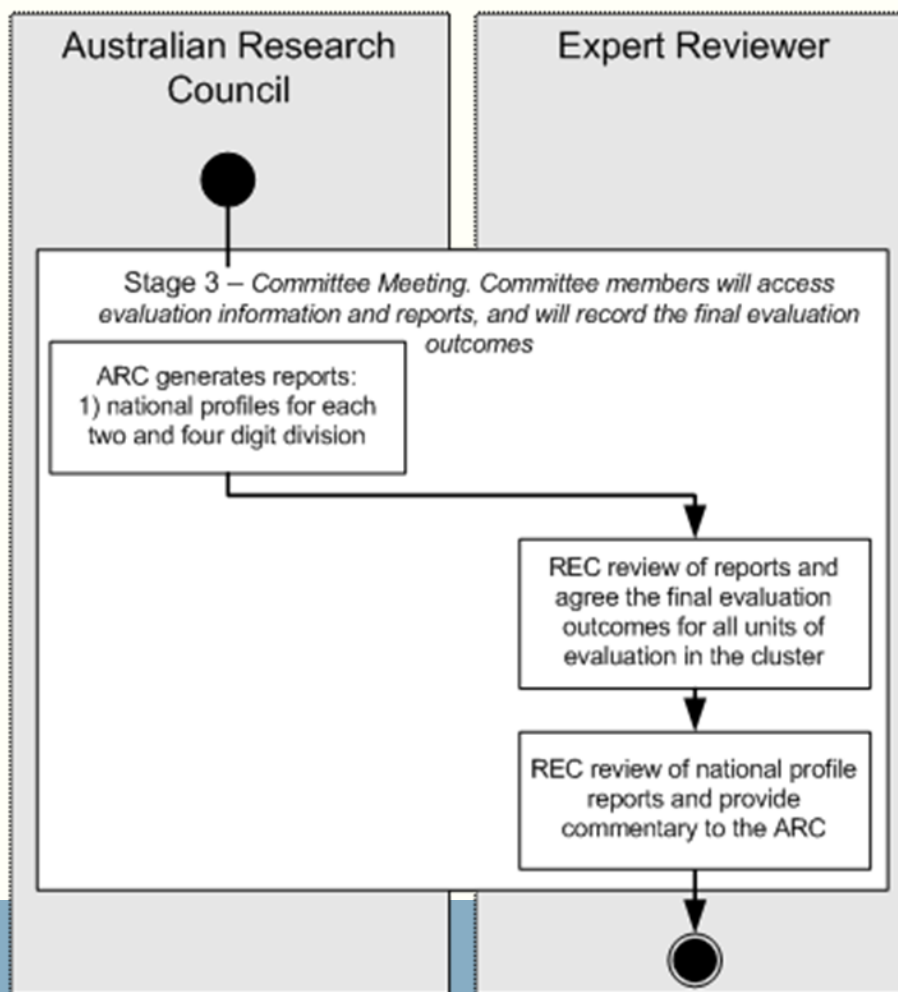 Australian Research
Council
Expert Reviewer
Stage 3 – Committee Meeting. Committee members will access
evaluation information and reports, and will record the final evaluation
outcomes
ARC generates reports:
1) national profiles for each
two and four digit division
REC review of reports and
agree the final evaluation
outcomes for all units of
evaluation in the cluster
REC review of national profile
reports and provide
commentary to the ARC